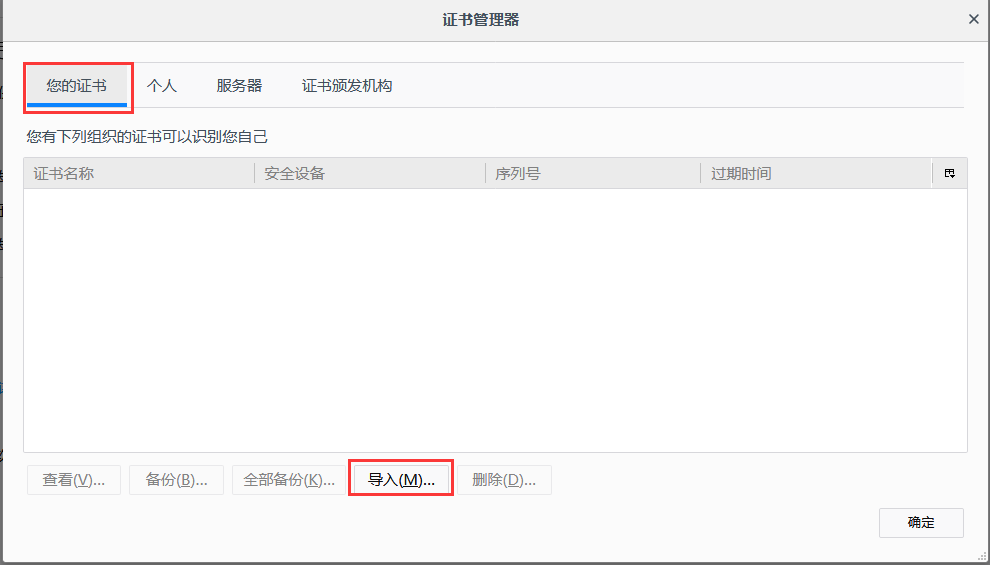 证书管理器
您的证书 个人 服务器 证书颁发机构
您有下列组织的证书可以识别您自己
证书名称 安全设备 序列号 过期时间
查看(V)... 备份(B)... 全部备份(K)... 导入(M)... 删除(D)...
确定